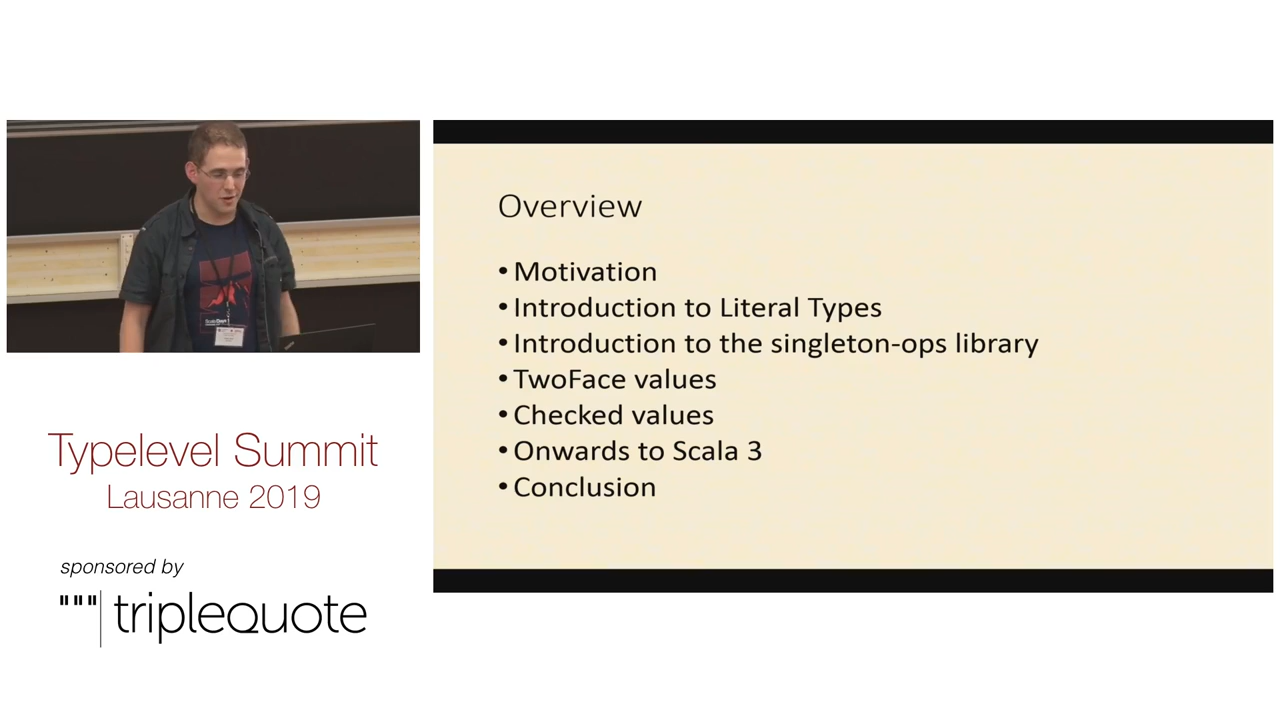 Overview
• Motivation
• Introduction to Literal Types
• Introduction to the singleton-ops library
• TwoFace values
• Checked values
• Onwards to Scala 3
• Conclusion
Typelevel Summit
Lausanne 2019
sponsored by
"""|triplequote